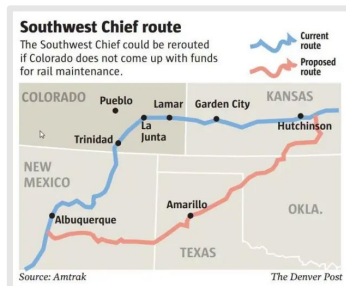 Southwest Chief route
The Southwest Chief could be rerouted
if Colorado does not come up with funds
for rail maintenance.
Current
route
Proposed
route
COLORADO
Pueblo
Lamar
Garden City
KANSAS
La
Junta
Hutchinson
Trinidad
NEW
MEXICO
Amarillo
OKLA.
Albuquerque
TEXAS
Source: Amtrak
The Denver Post